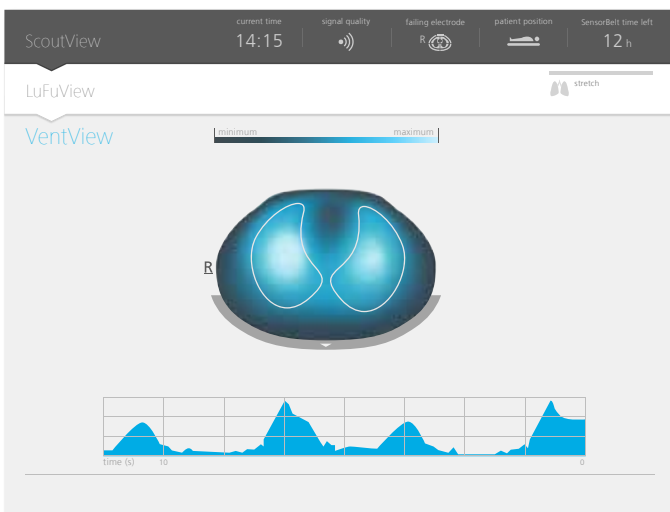 current time
signal quality
failing electrode
patient position
SensorBelt time left
ScoutView
14:15
R
12 h
LuFuView
stretch
VentView
minimum
maximum
R
time (s)
10
0